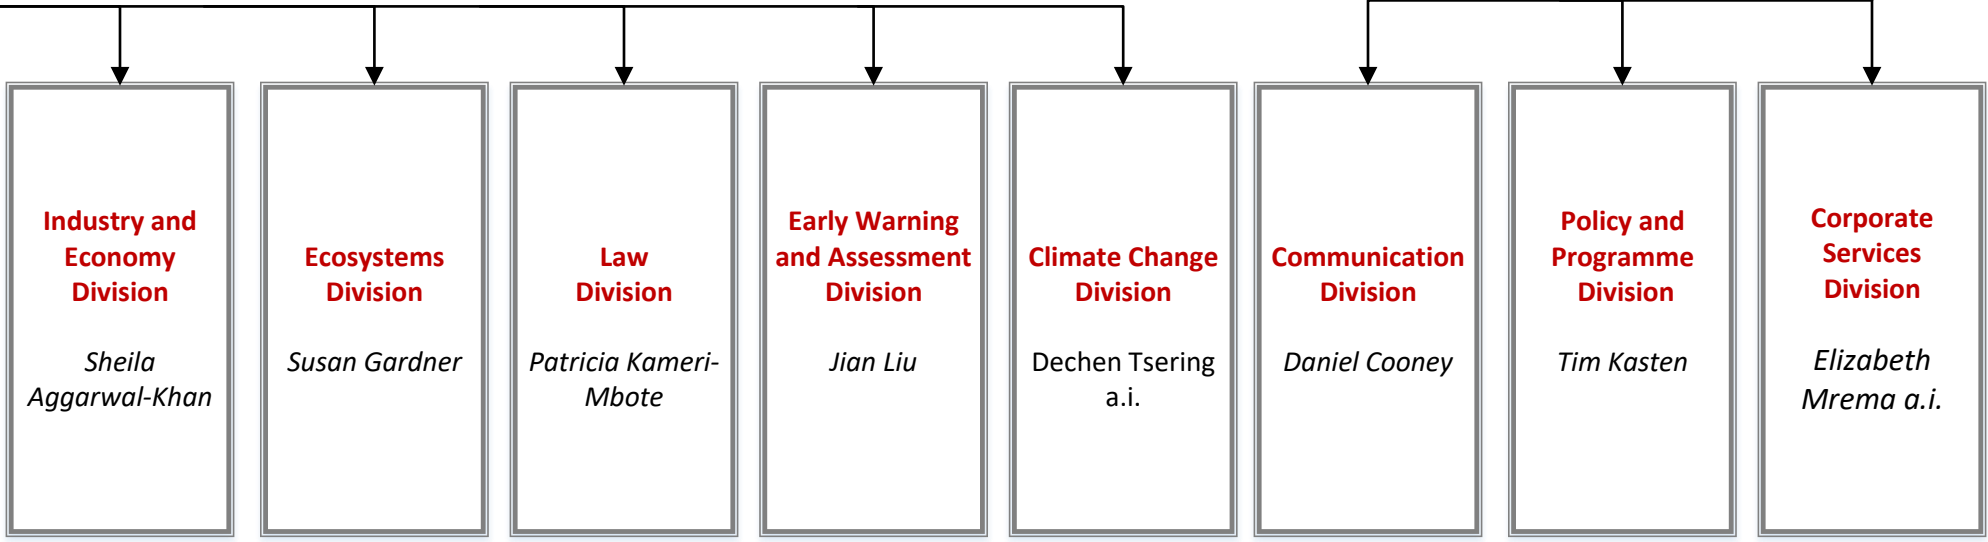 Industry and
Economy
Division
Sheila
Aggarwal-Khan
Ecosystems
Division
Susan Gardner
Law
Division
Patricia Kameri-
Mbote
Early Warning
and Assessment
Division
Jian Liu
Climate Change
Division
Dechen Tsering
a.i.
Communication
Division
Daniel Cooney
Policy and
Programme
Division
Tim Kasten
Corporate
Services
Division
Elizabeth
Mrema a.i.